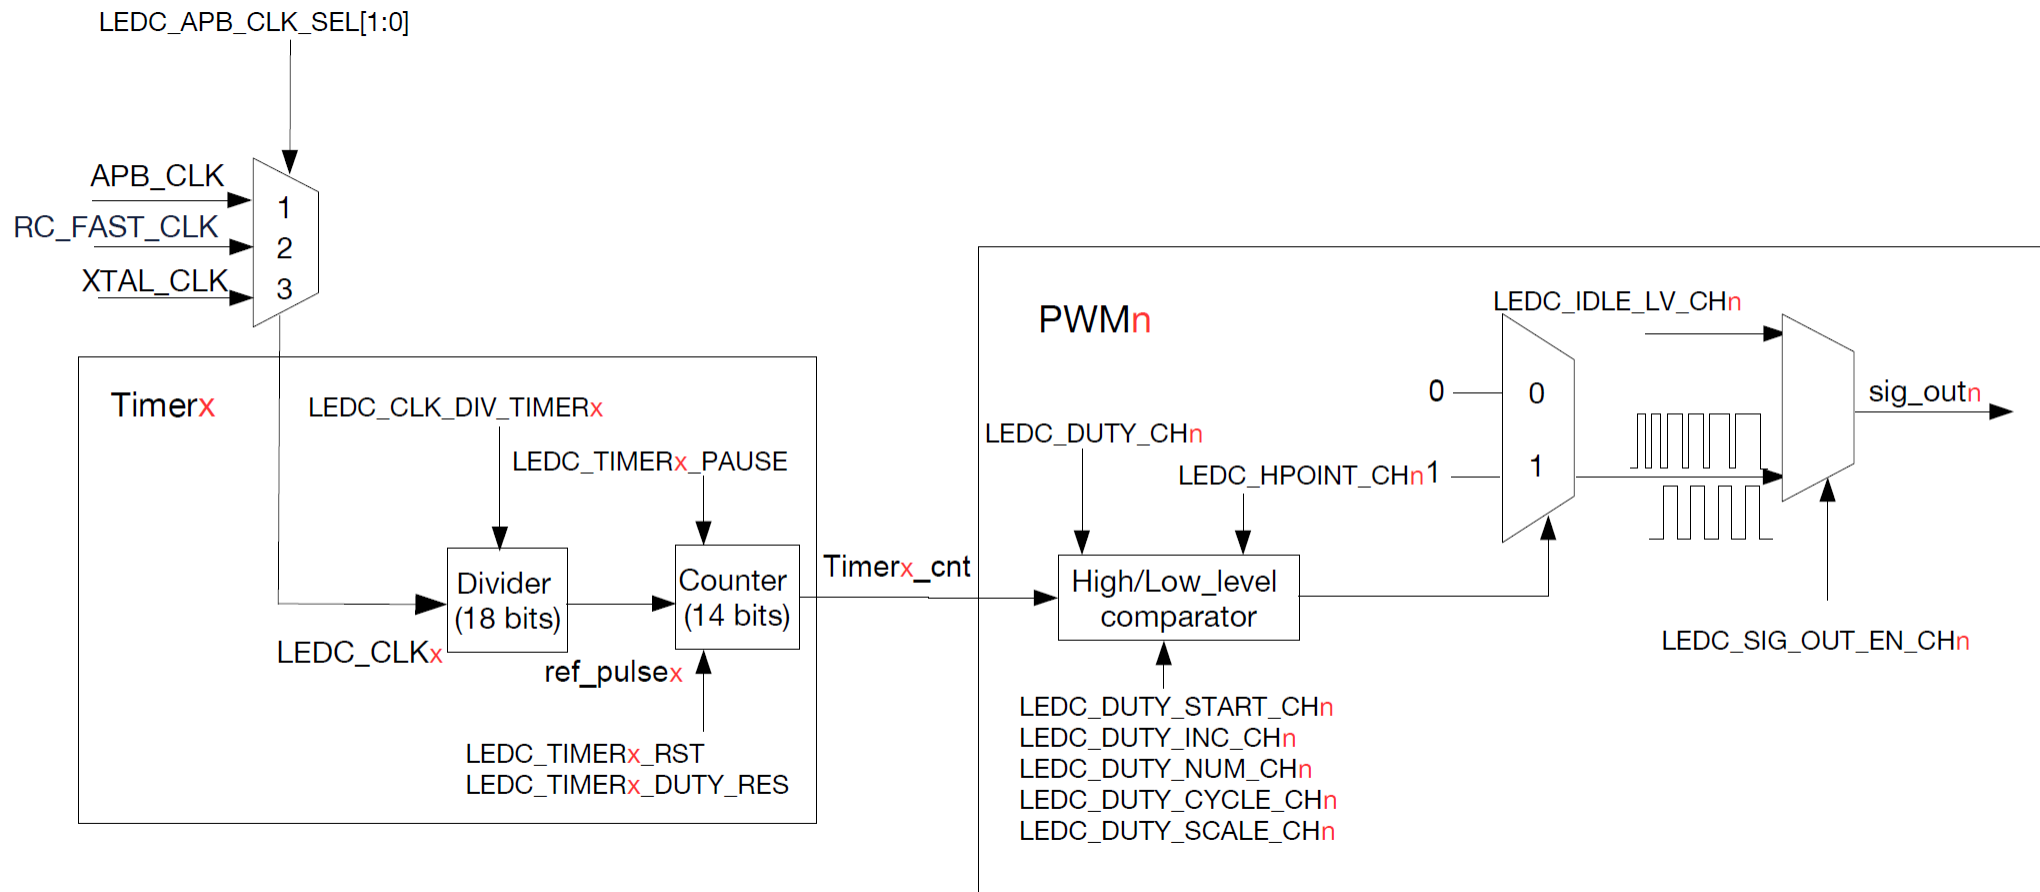 LEDC_APB_CLK_SEL[1:0]
APB_CLK
RC_FAST_CLK
XTAL_CLK
1
2
3
Timerx
LEDC_CLK_DIV_TIMERx
LEDC_TIMERx_PAUSE
Divider
(18 bits)
Counter
(14 bits)
LEDC_CLKx
ref_pulsex
LEDC_TIMERx_RST
LEDC_TIMERx_DUTY_RES
Timerx_cnt
PWMn
LEDC_DUTY_CHn
LEDC_HPOINT_CHn
High/Low_level
comparator
LEDC_DUTY_START_CHn
LEDC_DUTY_INC_CHn
LEDC_DUTY_NUM_CHn
LEDC_DUTY_CYCLE_CHn
LEDC_DUTY_SCALE_CHn
0
1
0
1
LEDC_IDLE_LV_CHn
sig_outn
LEDC_SIG_OUT_EN_CHn